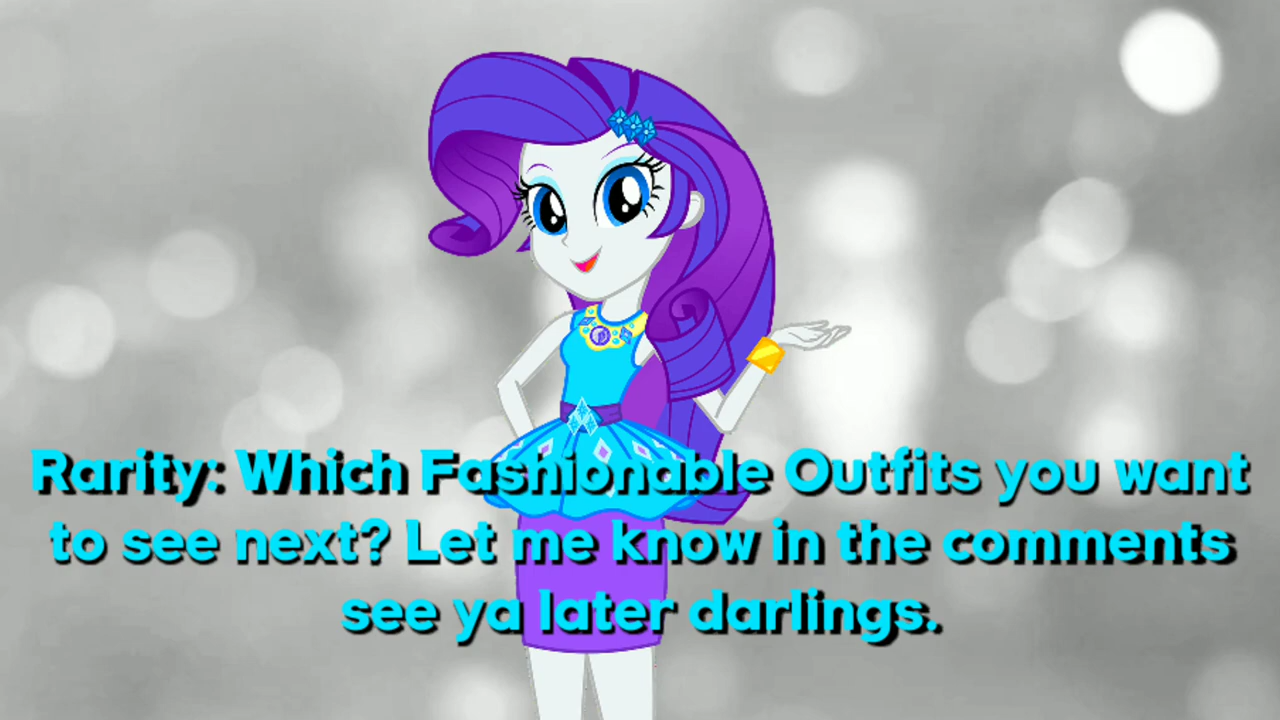 Rarity: Which Fashionable Outfits you want
to see next? Let me know in the comments
see ya later darlings.